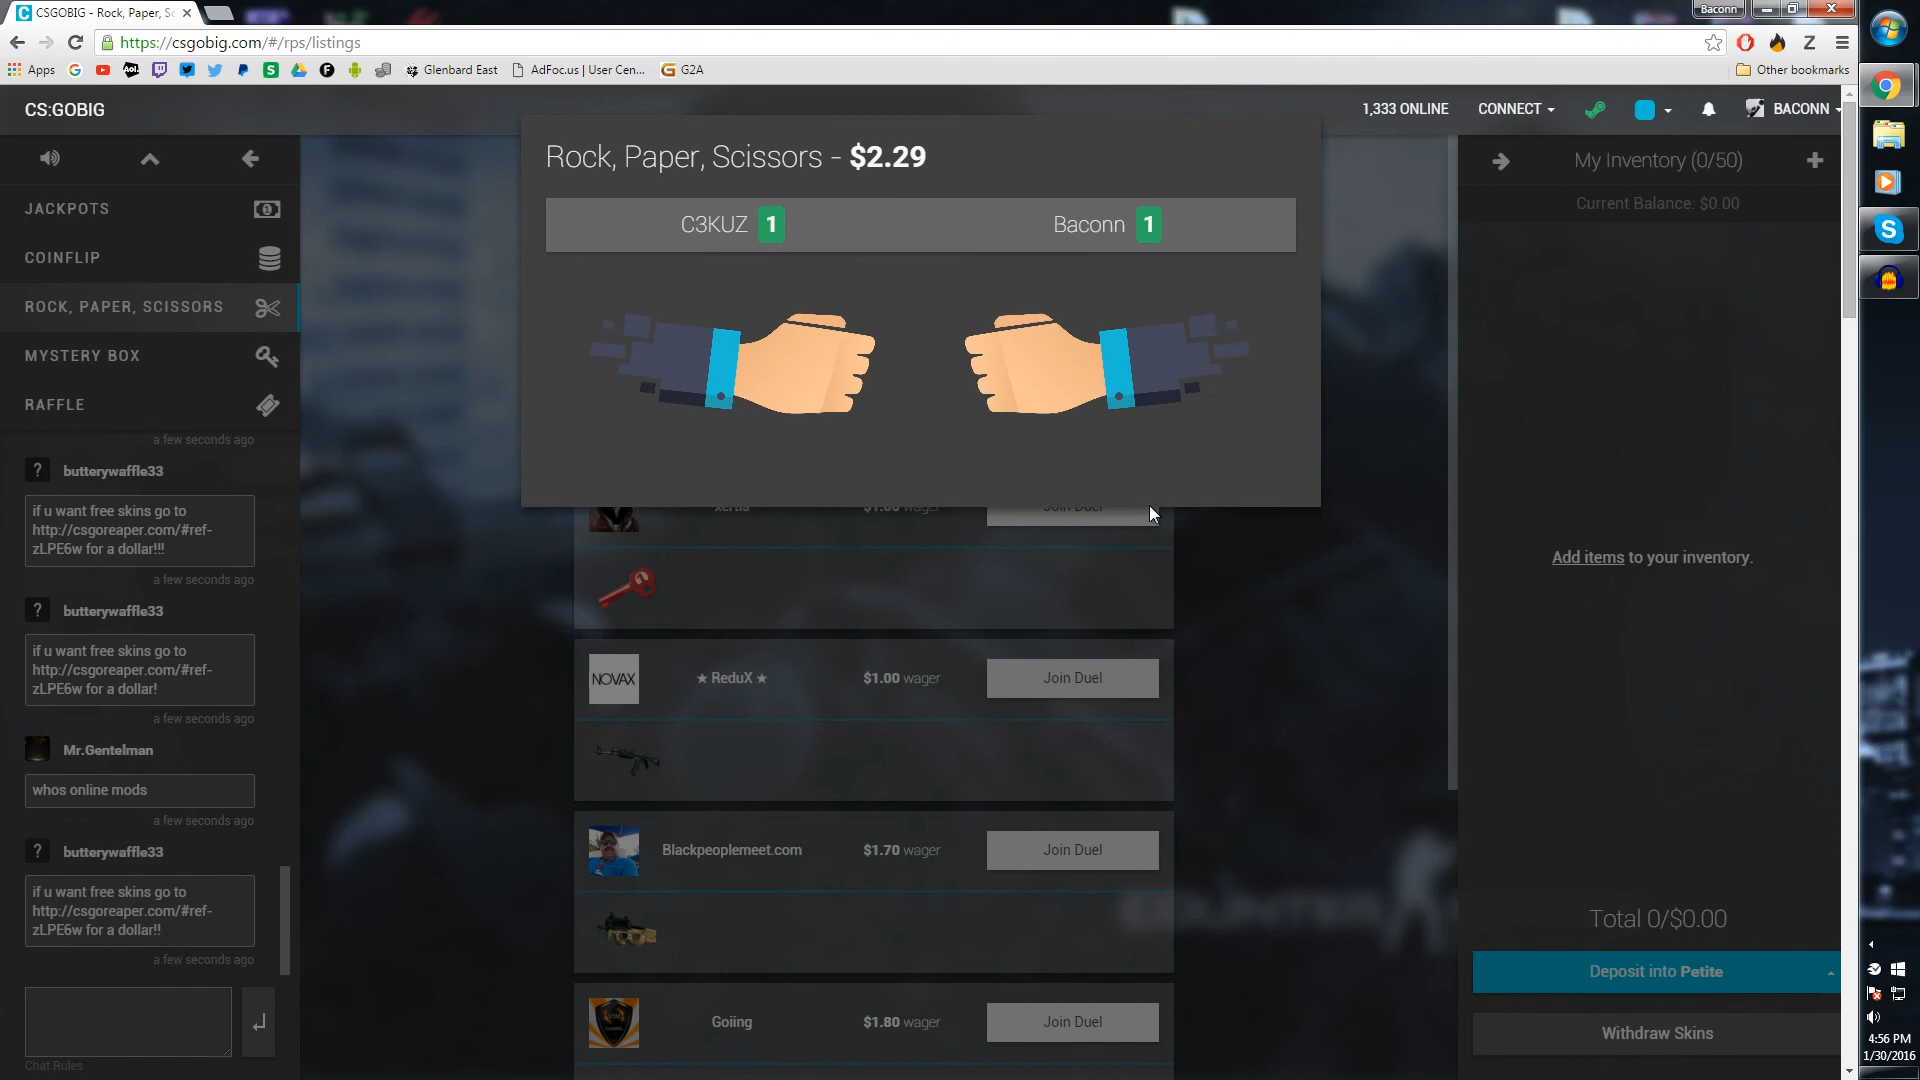 CSGOBIG - Rock, Paper, Sc
Baconn
https://csgobig.com/#/rps/listings
Apps
Aol.
Glenbard East
AdFoc.us | User Cen...
G2A
Other bookmarks
CS:GOBIG
1,333 ONLINE
CONNECT
BACONN
JACKPOTS
COINFLIP
ROCK, PAPER, SCISSORS
MYSTERY BOX
RAFFLE
a few seconds ago
butterywaffle33
if u want free skins go to
http://csgoreaper.com/#ref-
zLPE6w for a dollar!!!
a few seconds ago
butterywaffle33
if u want free skins go to
http://csgoreaper.com/#ref-
zLPE6w for a dollar!
a few seconds ago
Mr.Gentelman
whos online mods
a few seconds ago
butterywaffle33
if u want free skins go to
http://csgoreaper.com/#ref-
zLPE6w for a dollar!!
a few seconds ago
Chat Rules
Rock, Paper, Scissors - $2.29
C3KUZ 1
Baconn 1
wager
Join Duel
NOVAX
★ ReduX ★
$1.00 wager
Join Duel
Blackpeoplemeet.com
$1.70 wager
Join Duel
Goiing
$1.80 wager
Join Duel
COUNTER
My Inventory (0/50)
Current Balance: $0.00
Add items to your inventory.
Total 0/$0.00
Deposit into Petite
Withdraw Skins
4:56 PM
1/30/2016